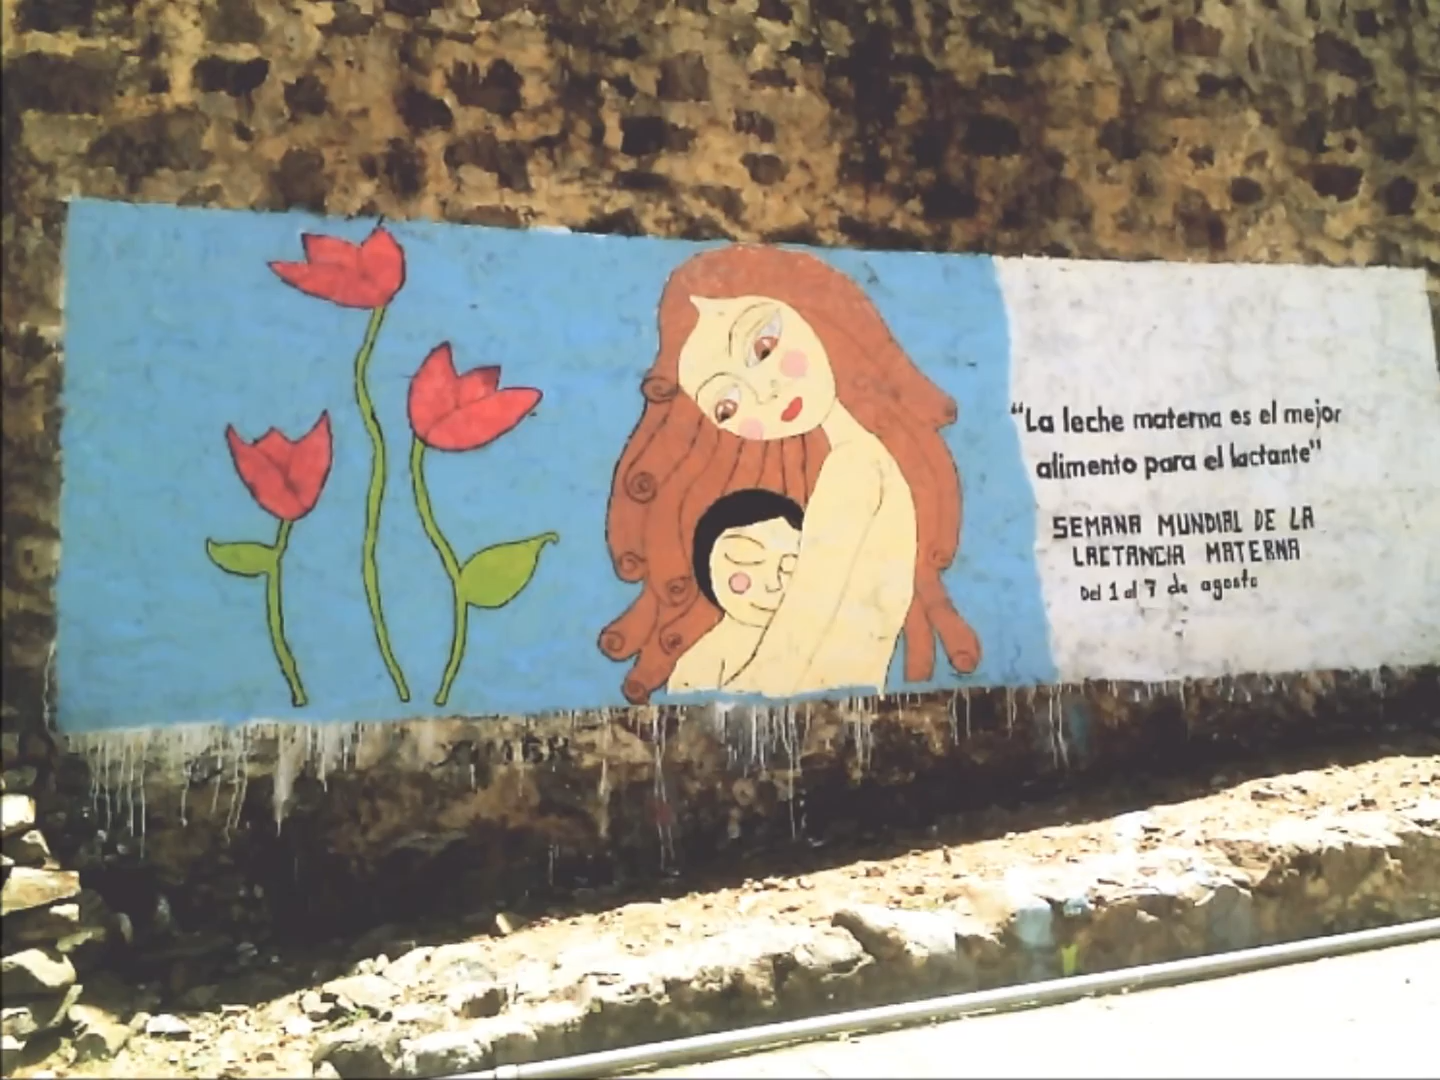 “La leche materna es el mejor
alimento para el lactante”
SEMANA MUNDIAL DE LA
LACTANCIA MATERNA
Del 1 al 7 de agosto